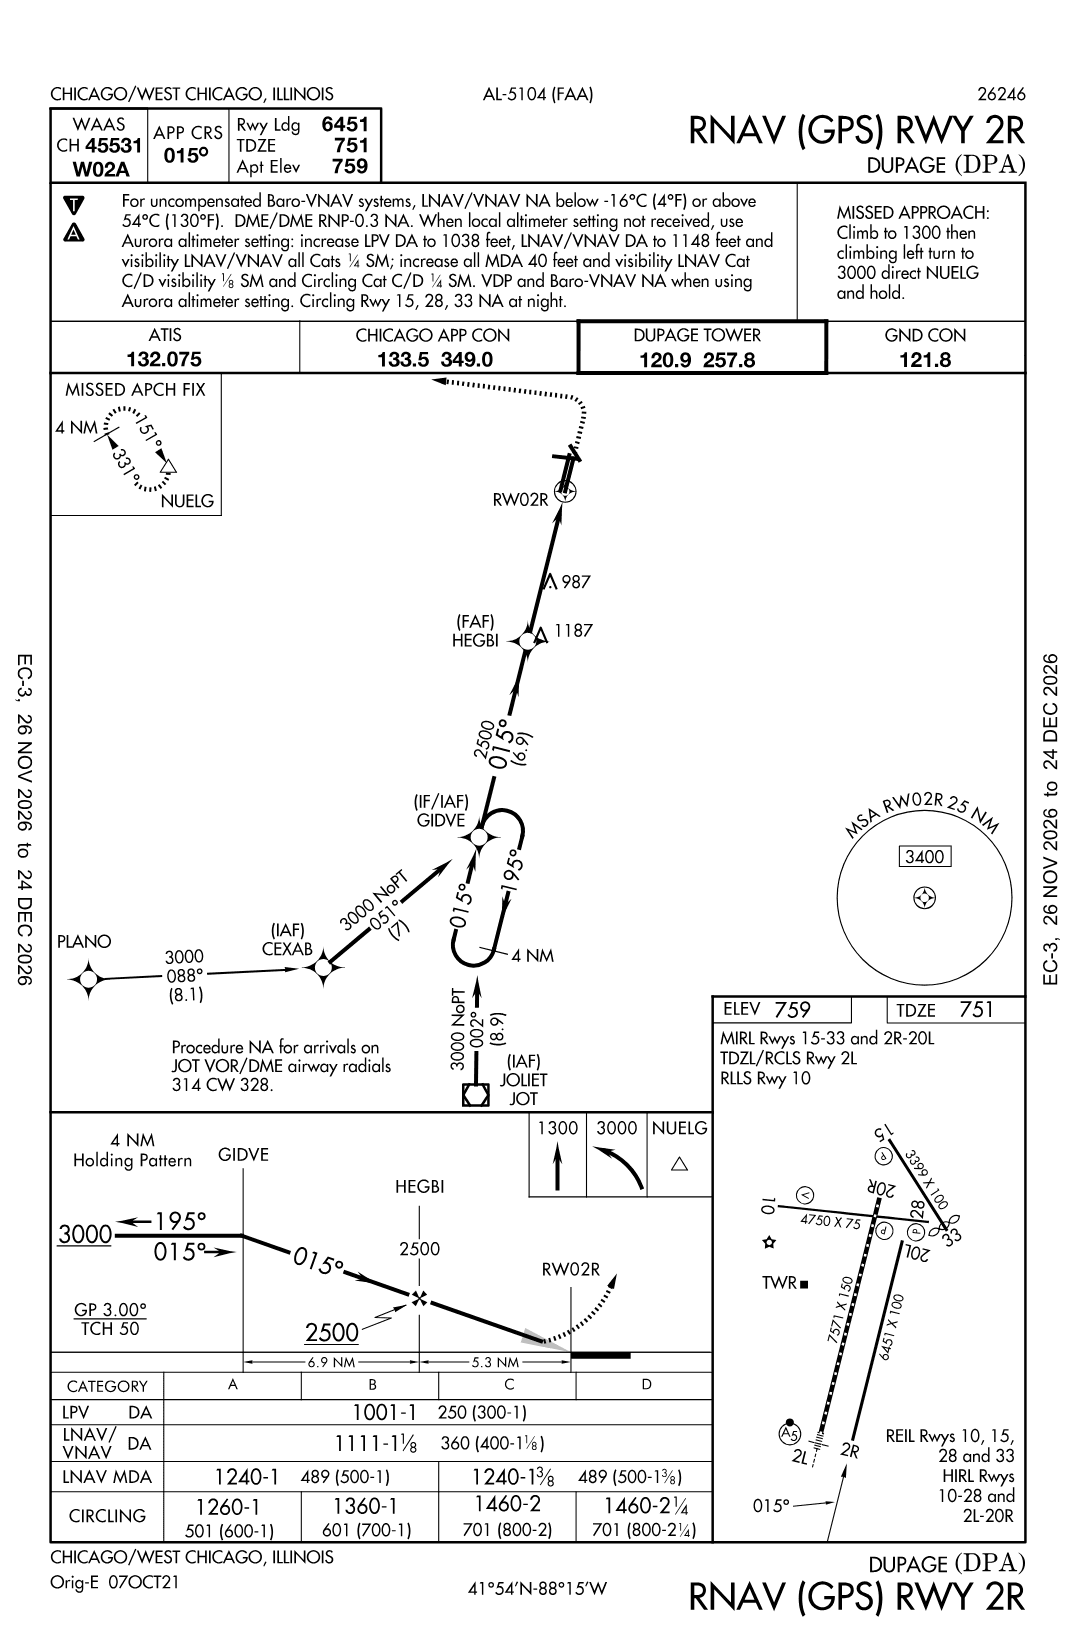 CHICAGO/WEST CHICAGO, ILLINOIS
AL-5104 (FAA)
26246
WAAS
CH 45531
W02A
APP CRS
015°
Rwy Ldg 6451
TDZE 751
Apt Elev 759
RNAV (GPS) RWY 2R
DUPAGE (DPA)
T
A
For uncompensated Baro-VNAV systems, LNAV/VNAV NA below -16°C (4°F) or above
54°C (130°F). DME/DME RNP-0.3 NA. When local altimeter setting not received, use
Aurora altimeter setting: increase LPV DA to 1038 feet, LNAV/VNAV DA to 1148 feet and
visibility LNAV/VNAV all Cats ¼ SM; increase all MDA 40 feet and visibility LNAV Cat
C/D visibility ⅛ SM and Circling Cat C/D ¼ SM. VDP and Baro-VNAV NA when using
Aurora altimeter setting. Circling Rwy 15, 28, 33 NA at night.
MISSED APPROACH:
Climb to 1300 then
climbing left turn to
3000 direct NUELG
and hold.
ATIS
132.075
CHICAGO APP CON
133.5 349.0
DUPAGE TOWER
120.9 257.8
GND CON
121.8
MISSED APCH FIX
4 NM
151°
331°
NUELG
RW02R
987
(FAF)
HEGBI
1187
2500
015°
(6.9)
(IF/IAF)
GIDVE
195°
015°
4 NM
3000 NoPT
051°
(7)
(IAF)
CEXAB
PLANO
3000
088°
(8.1)
3000 NoPT
002°
(8.9)
(IAF)
JOLIET
JOT
Procedure NA for arrivals on
JOT VOR/DME airway radials
314 CW 328.
MSA RW02R 25 NM
3400
EC-3, 26 NOV 2026 to 24 DEC 2026
EC-3, 26 NOV 2026 to 24 DEC 2026
ELEV 759
TDZE 751
MIRL Rwys 15-33 and 2R-20L
TDZL/RCLS Rwy 2L
RLLS Rwy 10
15
P
3399 X 100
20R
10
V
4750 X 75
28
P
P
33
20L
TWR
7571 X 150
6451 X 100
A5
2L
2R
015°
REIL Rwys 10, 15,
28 and 33
HIRL Rwys
10-28 and
2L-20R
4 NM
Holding Pattern
GIDVE
HEGBI
1300
3000
NUELG
3000
195°
015°
015°
2500
RW02R
GP 3.00°
TCH 50
2500
6.9 NM
5.3 NM
CATEGORY A B C D
LPV DA 1001-1 250 (300-1)
LNAV/
VNAV DA 1111-1⅛ 360 (400-1⅛)
LNAV MDA 1240-1 489 (500-1) 1240-1⅜ 489 (500-1⅜)
CIRCLING
1260-1 1360-1 1460-2 1460-2¼
501 (600-1) 601 (700-1) 701 (800-2) 701 (800-2¼)
CHICAGO/WEST CHICAGO, ILLINOIS
Orig-E 07OCT21
41°54'N-88°15'W
DUPAGE (DPA)
RNAV (GPS) RWY 2R